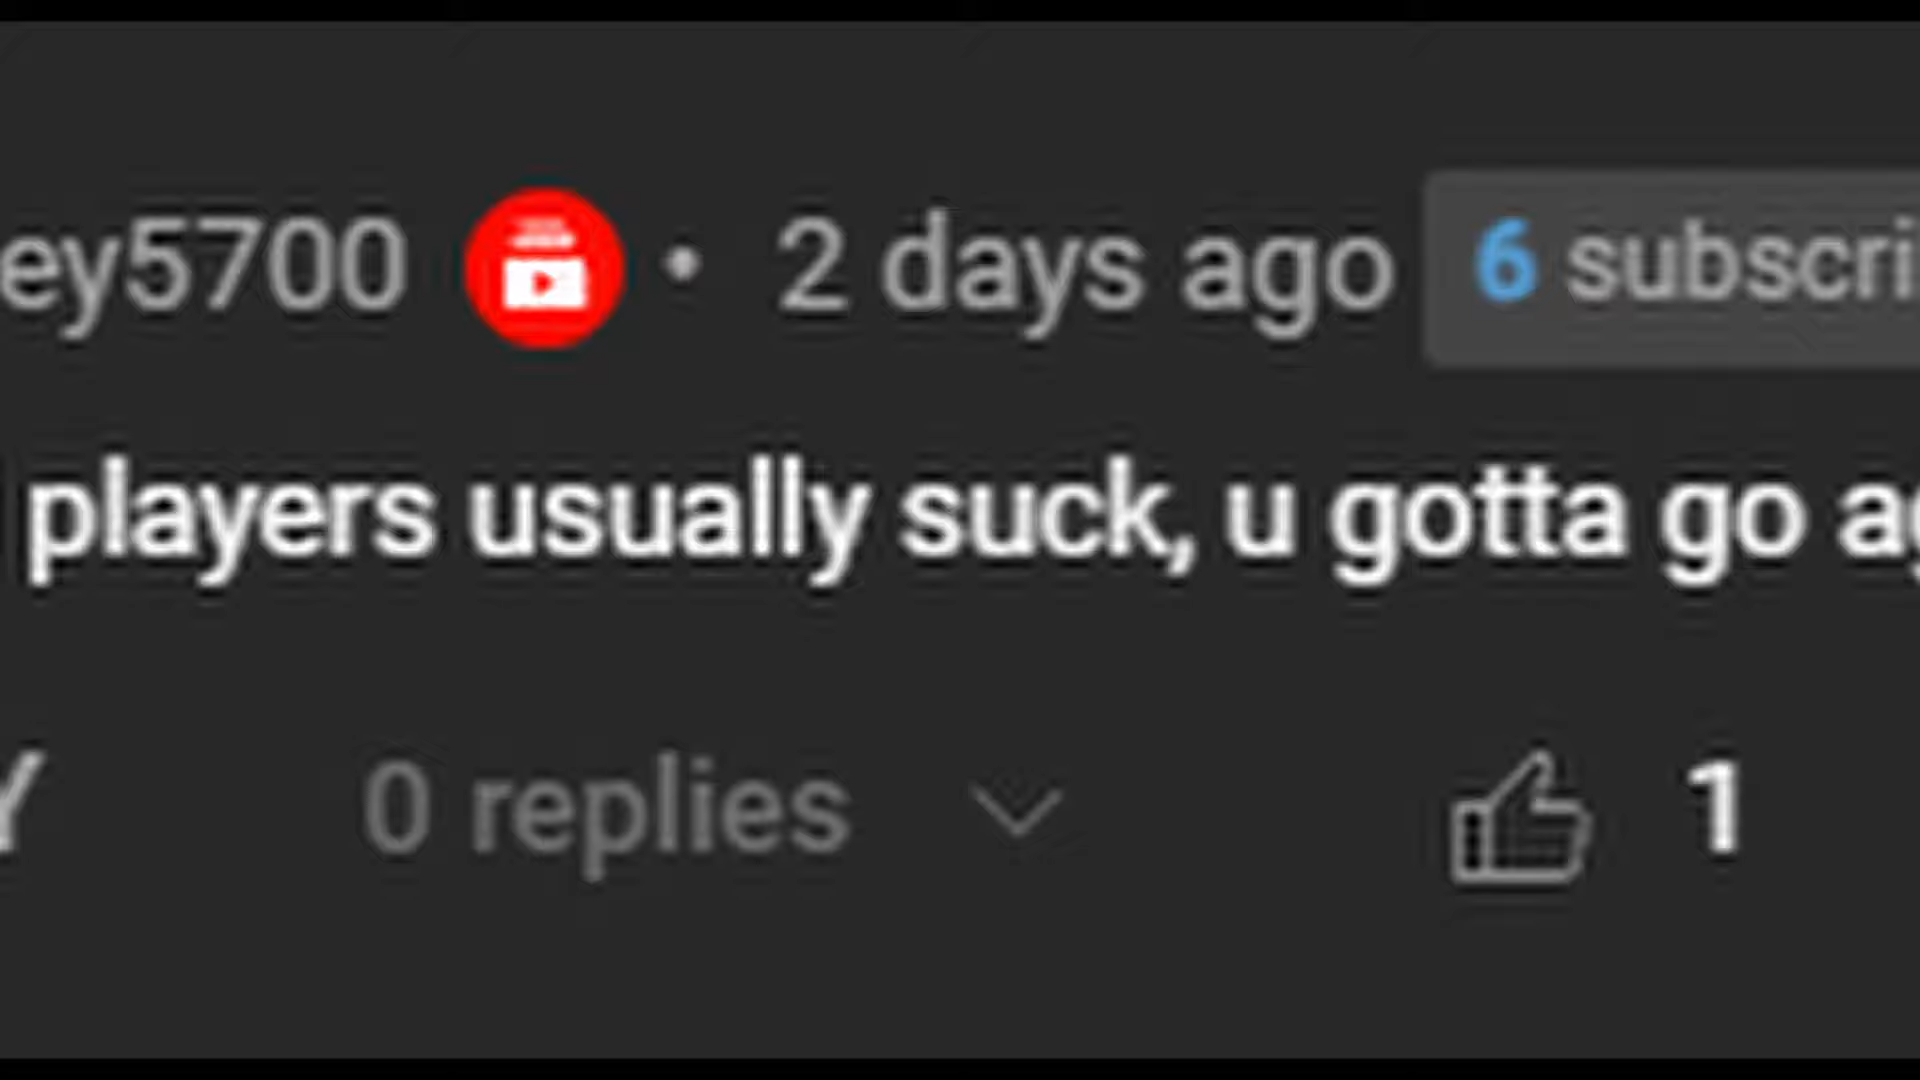 ey5700 • 2 days ago 6 subscri
players usually suck, u gotta go ag
Y 0 replies 1